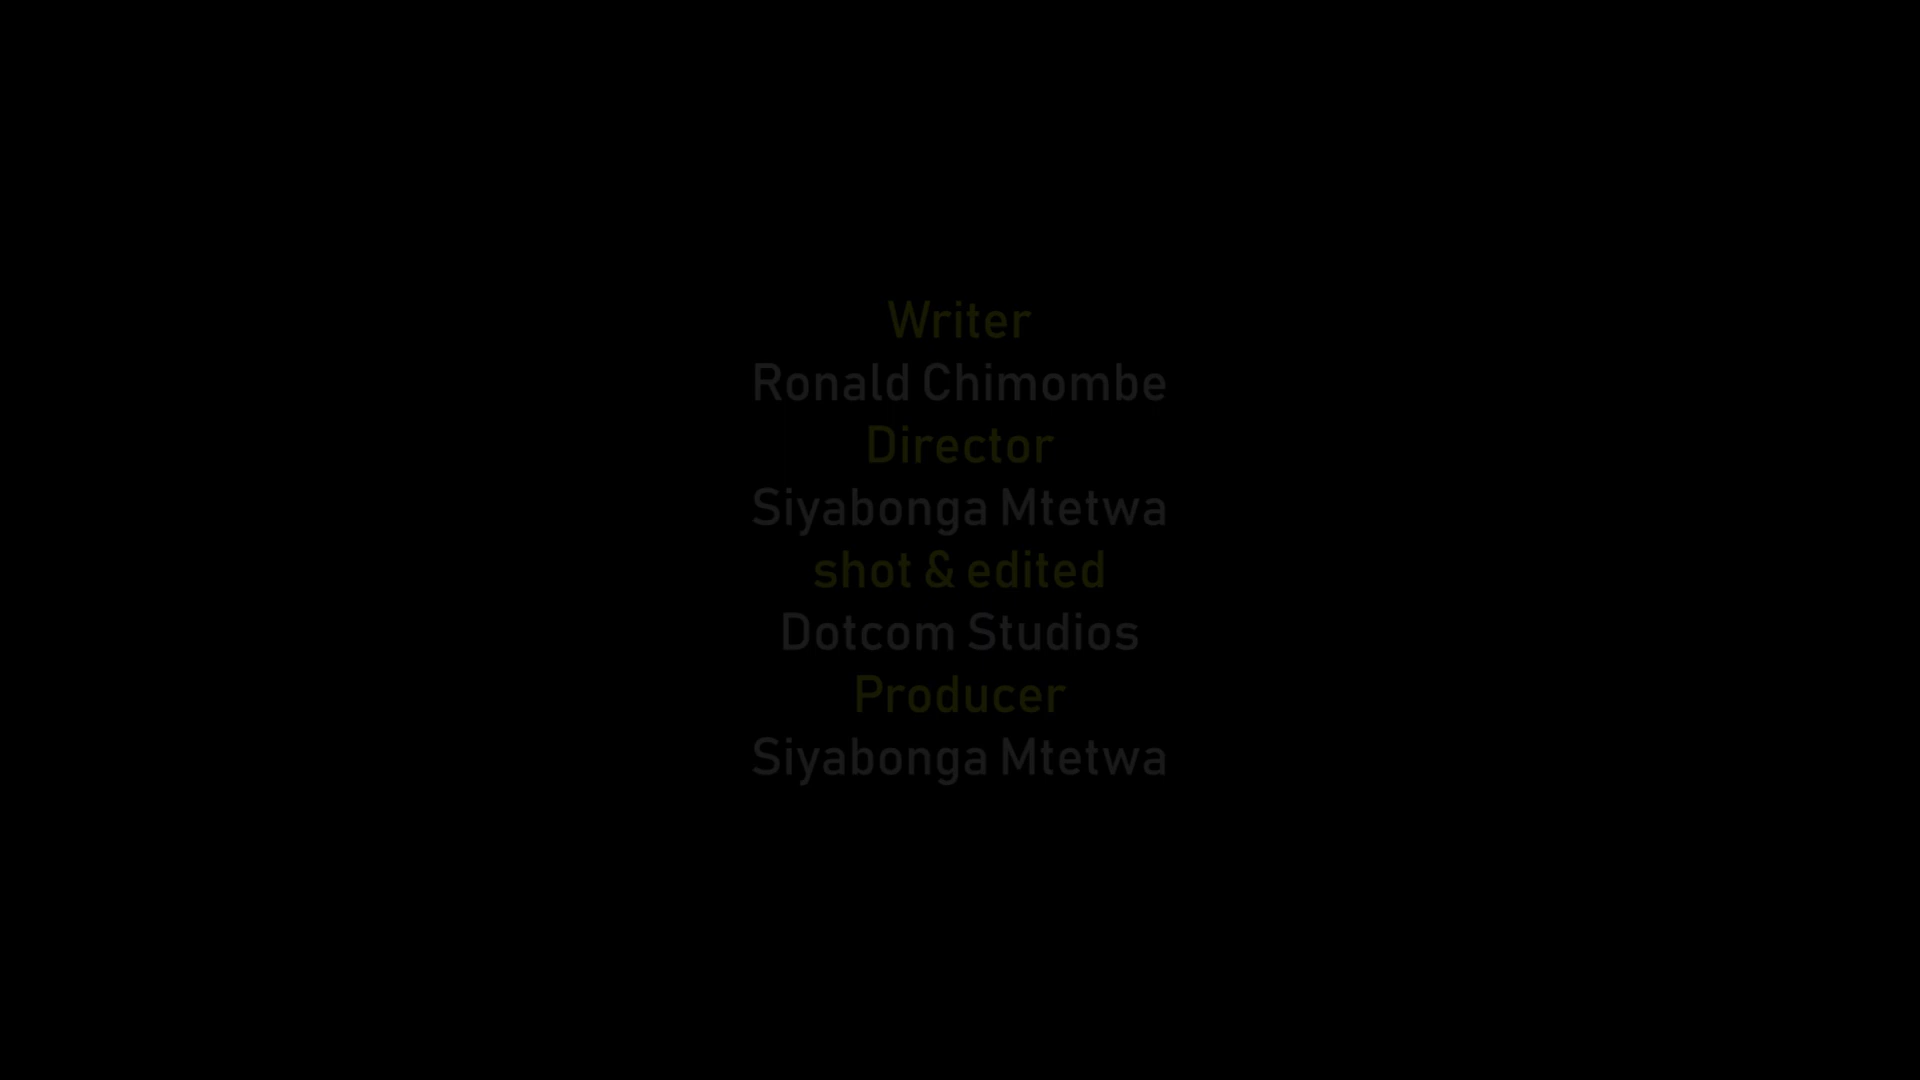 Writer
Ronald Chimombe
Director
Siyabonga Mtetwa
shot & edited
Dotcom Studios
Producer
Siyabonga Mtetwa